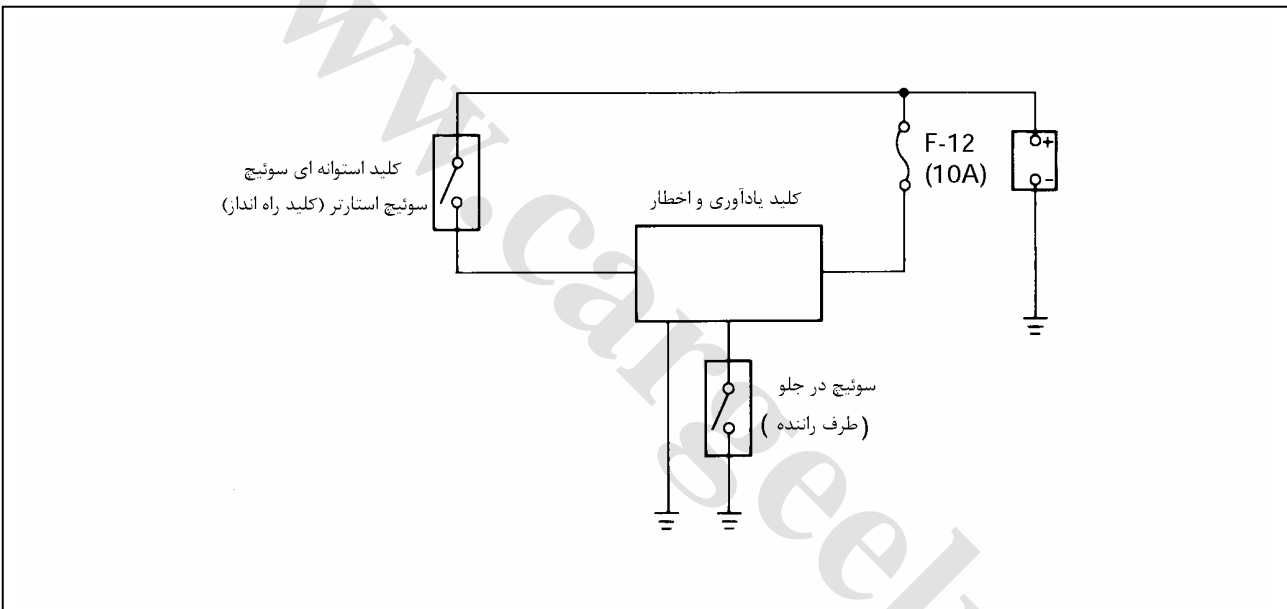 کلید استوانه ای سوئیچ
سوئیچ استارتر (کلید راه انداز)
کلید یادآوری و اخطار
F-12
(10A)
+
-
سوئیچ در جلو
(طرف راننده )
www.cargeek